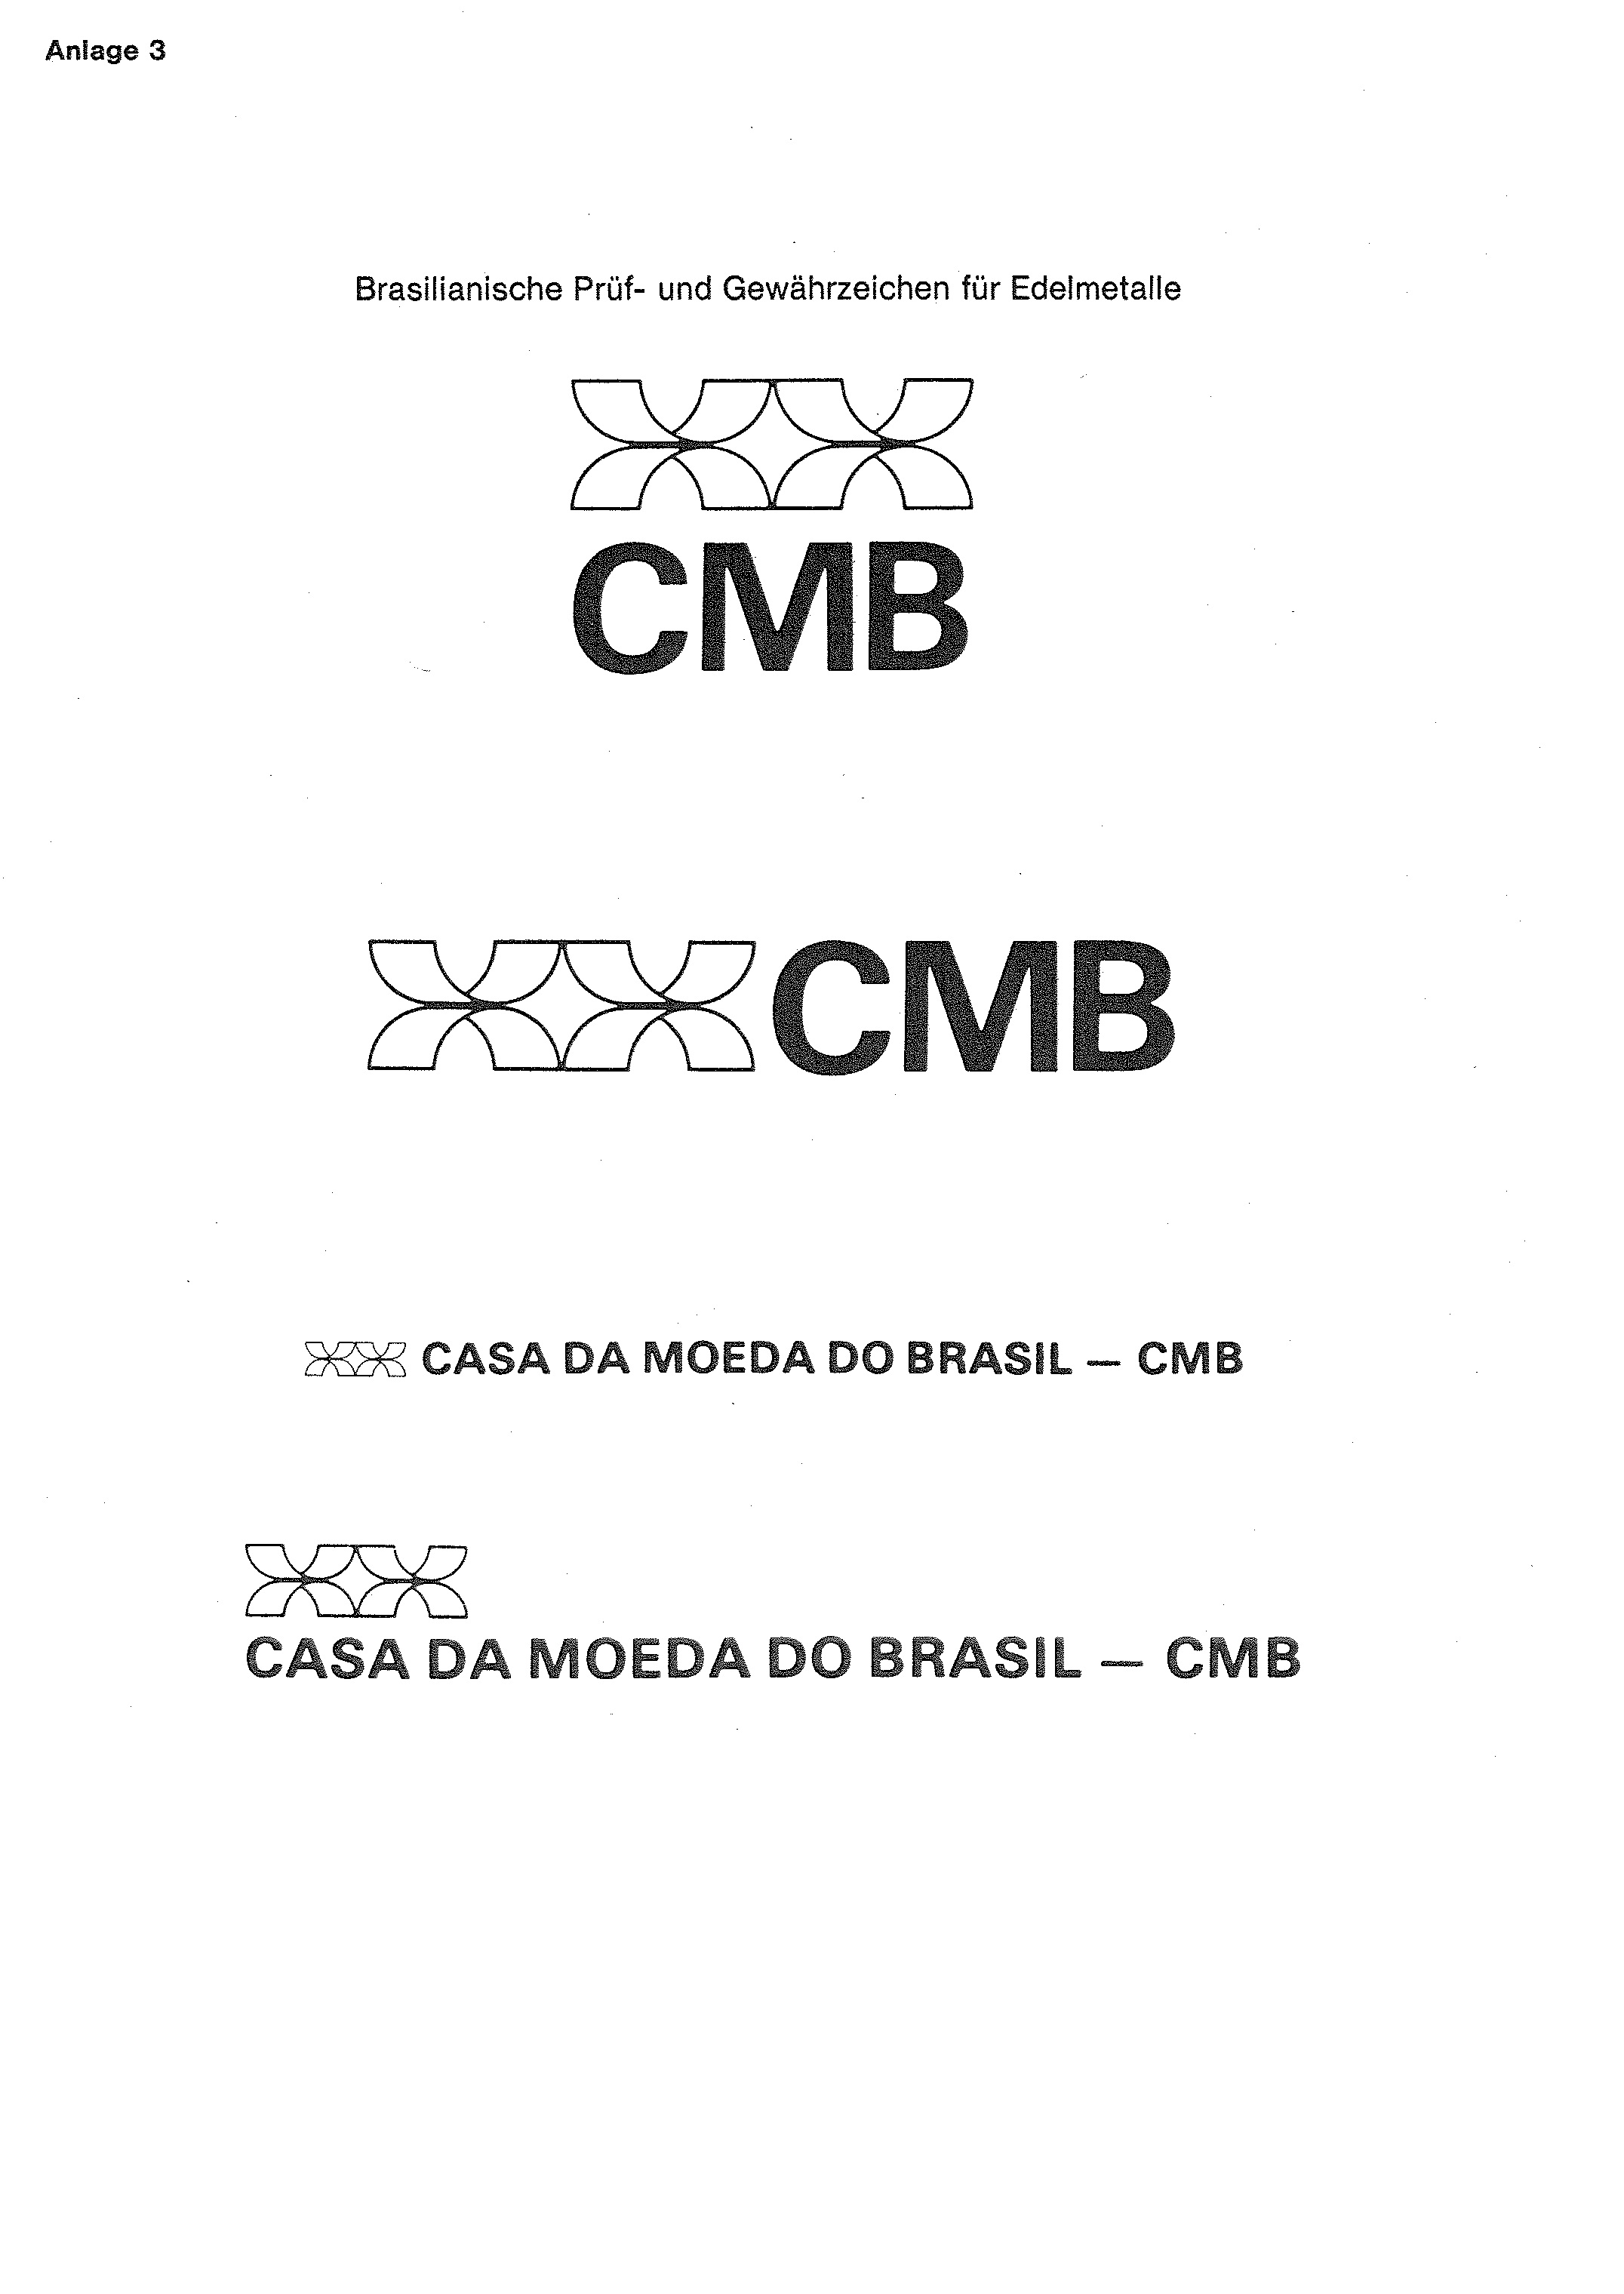 Anlage 3
Brasilianische Prüf- und Gewährzeichen für Edelmetalle
CMB
CMB
CASA DA MOEDA DO BRASIL — CMB
CASA DA MOEDA DO BRASIL — CMB